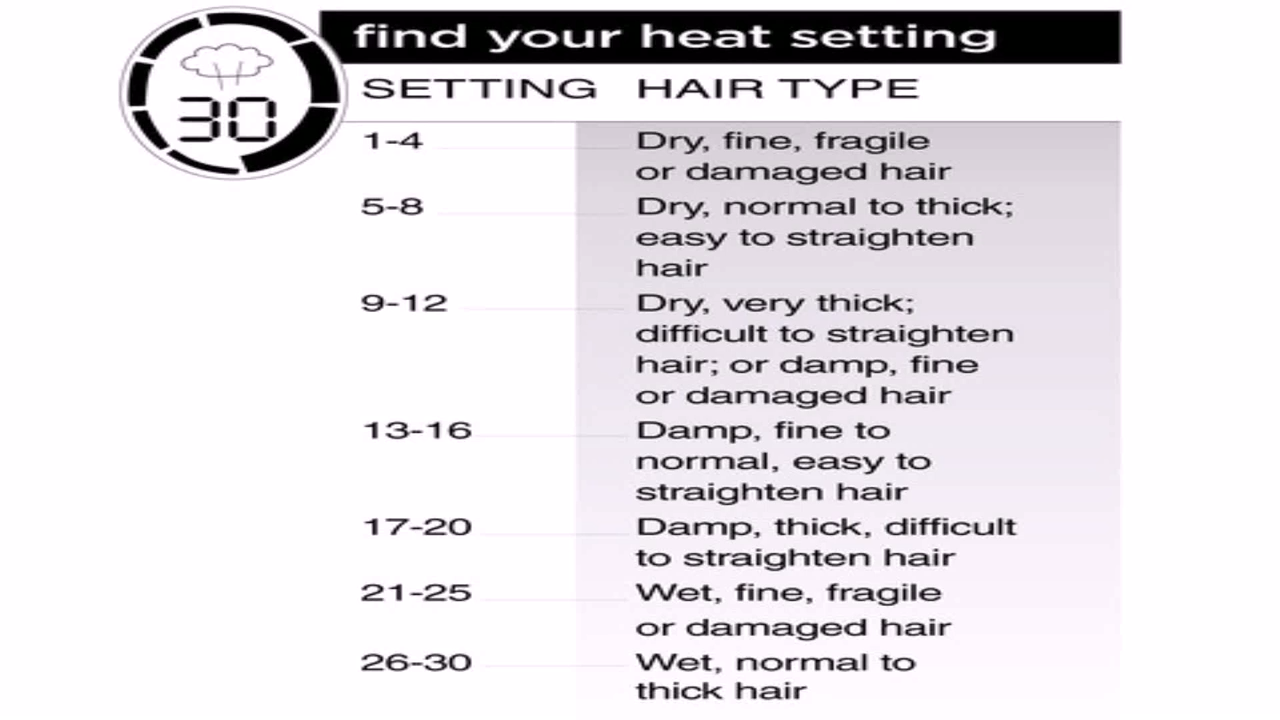 30
find your heat setting
SETTING HAIR TYPE
1-4 Dry, fine, fragile
or damaged hair
5-8 Dry, normal to thick;
easy to straighten
hair
9-12 Dry, very thick;
difficult to straighten
hair; or damp, fine
or damaged hair
13-16 Damp, fine to
normal, easy to
straighten hair
17-20 Damp, thick, difficult
to straighten hair
21-25 Wet, fine, fragile
or damaged hair
26-30 Wet, normal to
thick hair